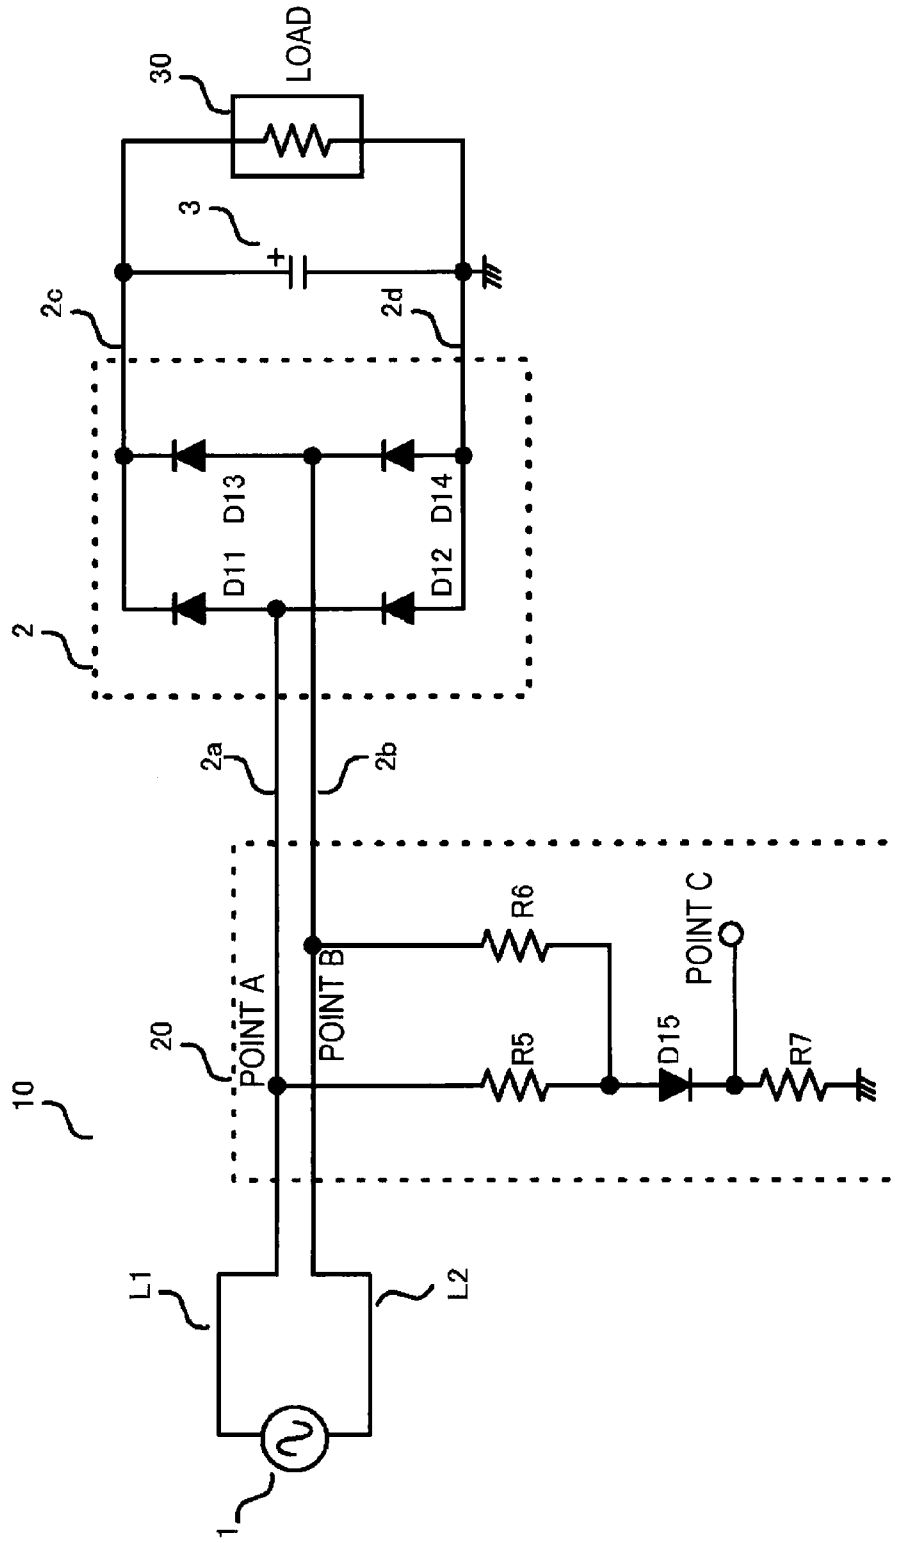 10
1
L1
L2
20
POINT A
POINT B
R5
R6
D15
POINT C
R7
2a
2b
2
D11
D13
D12
D14
2c
2d
3
+
30
LOAD